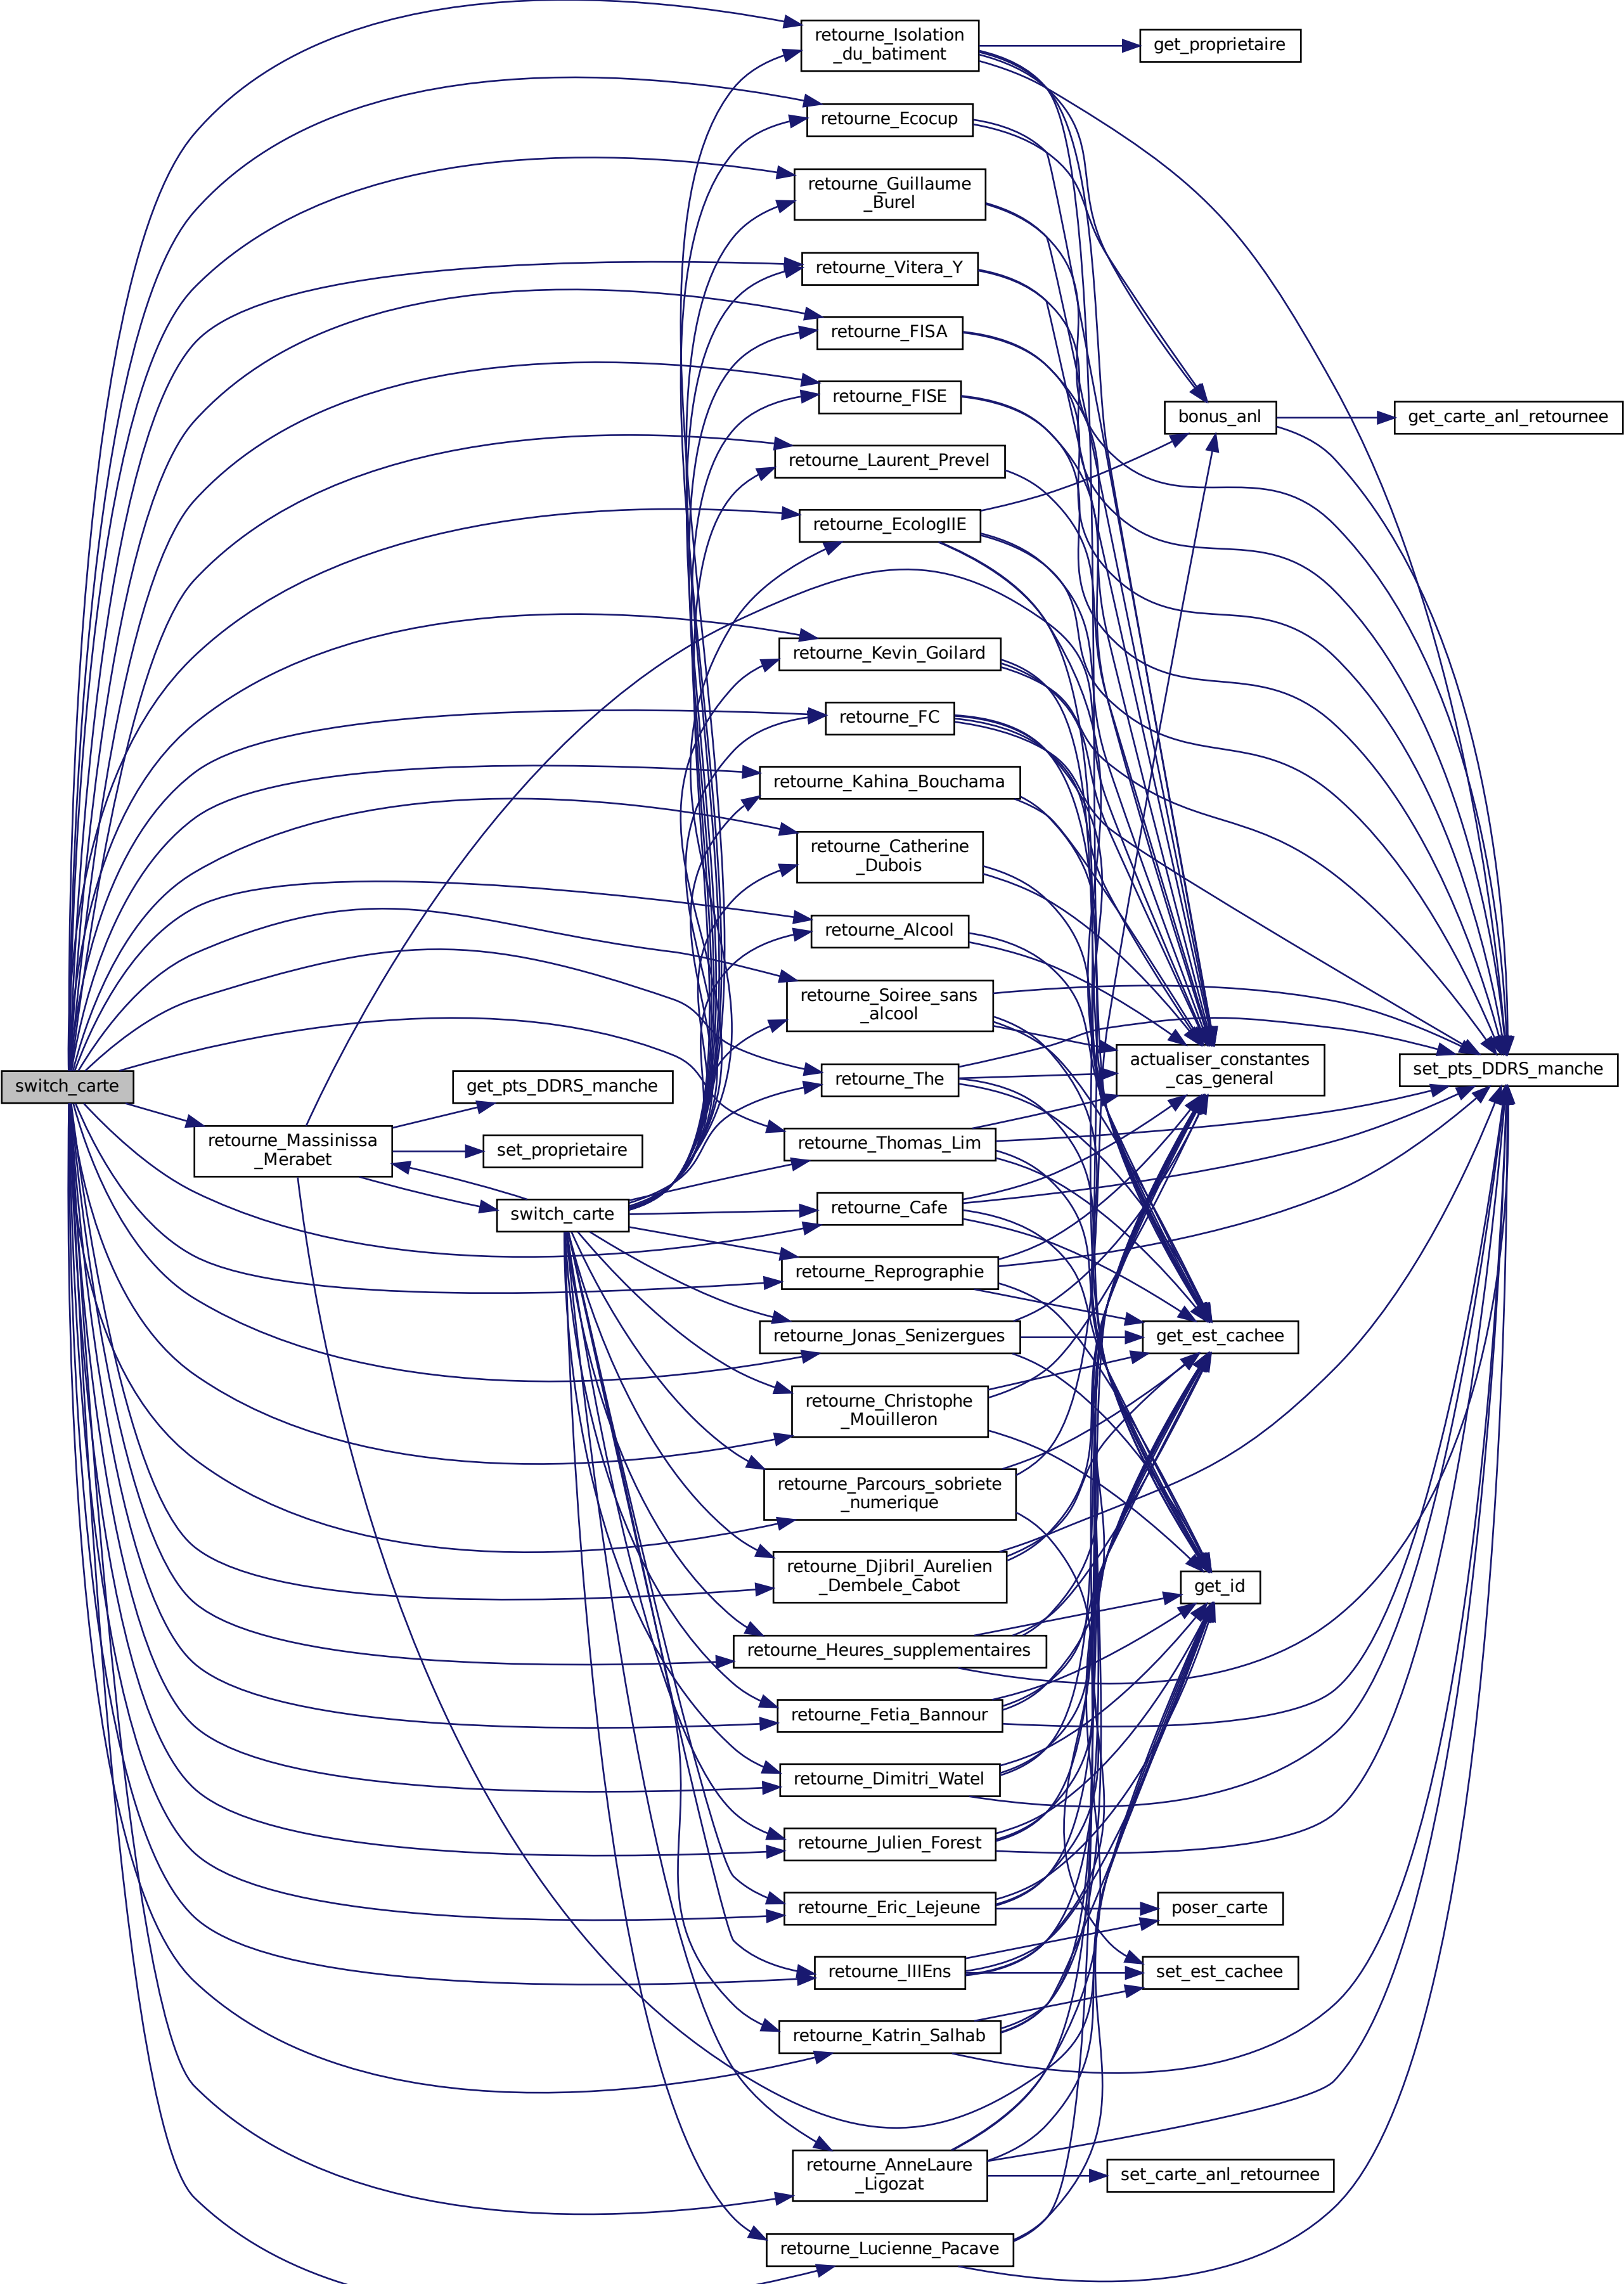 switch_carte
retourne_Massinissa
_Merabet
get_pts_DDRS_manche
set_proprietaire
switch_carte
retourne_Isolation
_du_batiment
retourne_Ecocup
retourne_Guillaume
_Burel
retourne_Vitera_Y
retourne_FISA
retourne_FISE
retourne_Laurent_Prevel
retourne_EcologIIE
retourne_Kevin_Goilard
retourne_FC
retourne_Kahina_Bouchama
retourne_Catherine
_Dubois
retourne_Alcool
retourne_Soiree_sans
_alcool
retourne_The
retourne_Thomas_Lim
retourne_Cafe
retourne_Reprographie
retourne_Jonas_Senizergues
retourne_Christophe
_Mouilleron
retourne_Parcours_sobriete
_numerique
retourne_Djibril_Aurelien
_Dembele_Cabot
retourne_Heures_supplementaires
retourne_Fetia_Bannour
retourne_Dimitri_Watel
retourne_Julien_Forest
retourne_Eric_Lejeune
retourne_lIIEns
retourne_Katrin_Salhab
retourne_AnneLaure
_Ligozat
retourne_Lucienne_Pacave
get_proprietaire
bonus_anl
actualiser_constantes
_cas_general
get_est_cachee
get_id
poser_carte
set_est_cachee
set_carte_anl_retournee
get_carte_anl_retournee
set_pts_DDRS_manche